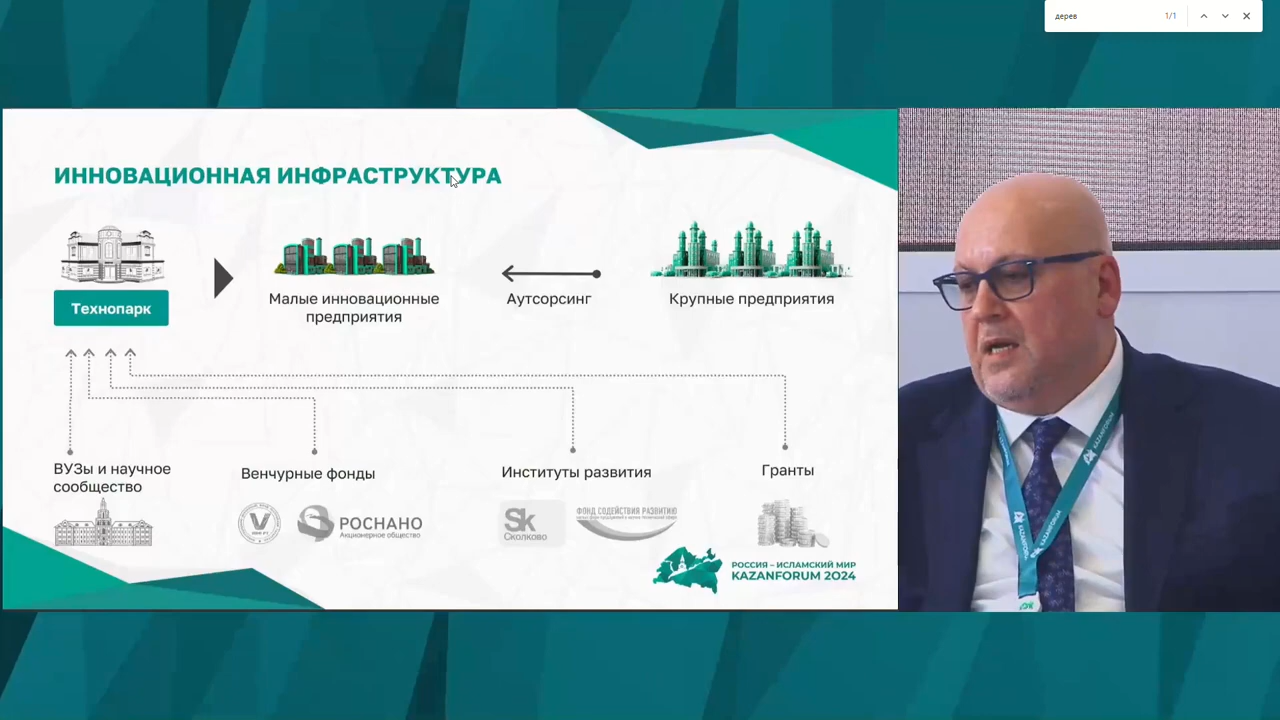 дерев
1/1
ИННОВАЦИОННАЯ ИНФРАСТРУКТУРА
Технопарк
Малые инновационные
предприятия
Аутсорсинг
Крупные предприятия
ВУЗы и научное
сообщество
Венчурные фонды
Институты развития
Гранты
V
РОСНАНО
Акционерное общество
Sk
Сколково
ФОНД СОДЕЙСТВИЯ РАЗВИТИЮ
РОССИЯ – ИСЛАМСКИЙ МИР
KAZANFORUM 2024
KAZANFORUM
KAZANFORUM